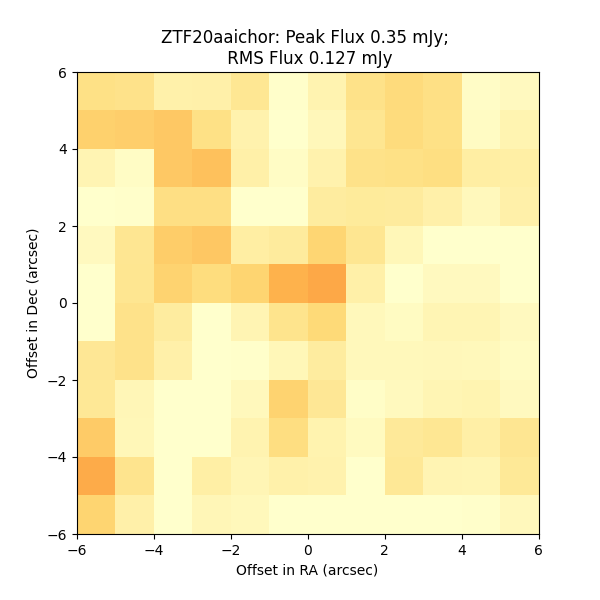 ZTF20aaichor: Peak Flux 0.35 mJy;
RMS Flux 0.127 mJy
6
4
2
0
−2
−4
−6
Offset in Dec (arcsec)
−6 −4 −2 0 2 4 6
Offset in RA (arcsec)